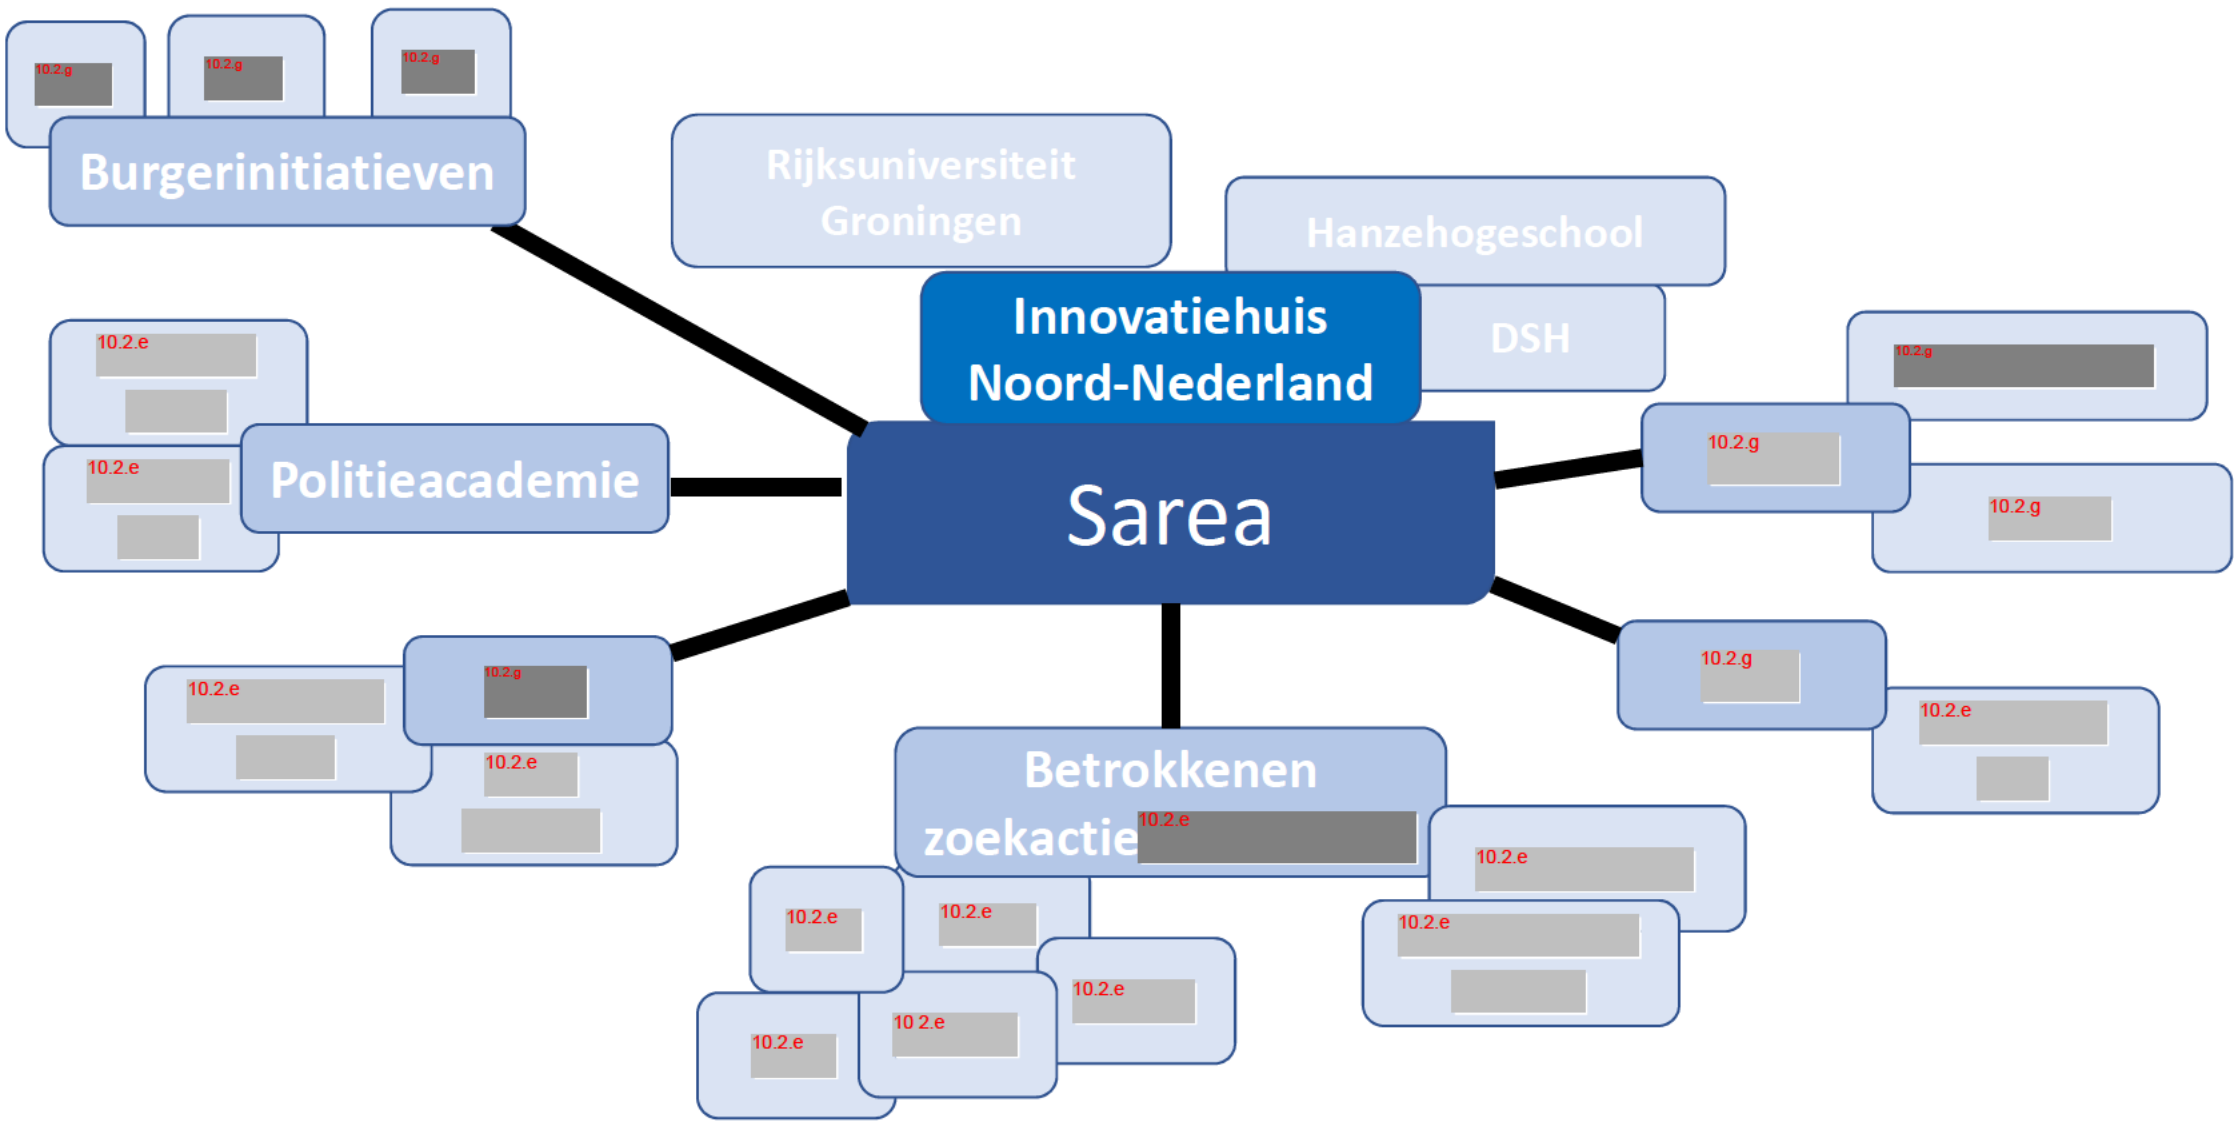 10.2.g
10.2.g
10.2.g
Burgerinitiatieven
Rijksuniversiteit
Groningen
Hanzehogeschool
Innovatiehuis
Noord-Nederland
DSH
10.2.e
10.2.e
Politieacademie
Sarea
10.2.g
10.2.g
10.2.g
10.2.g
10.2.e
10.2.e
10.2.g
10.2.e
Betrokkenen
zoekactie 10.2.e
10.2.e
10.2.e
10.2.e
10.2.e
10.2.e
10 2.e
10.2.e